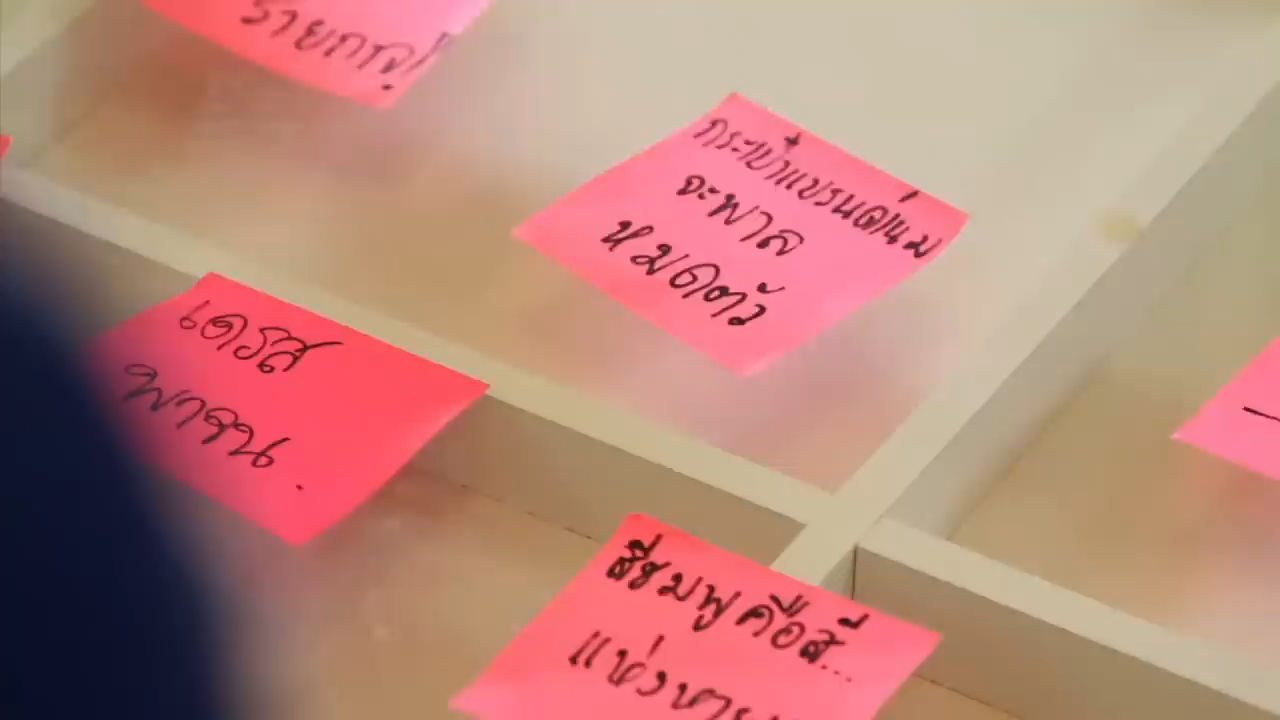 ร้ายกาจ!
กระเป๋าแบรนด์เนม
จะพาล
หมดตัว
เดรส
พาจน.
สีชมพูคือสี...